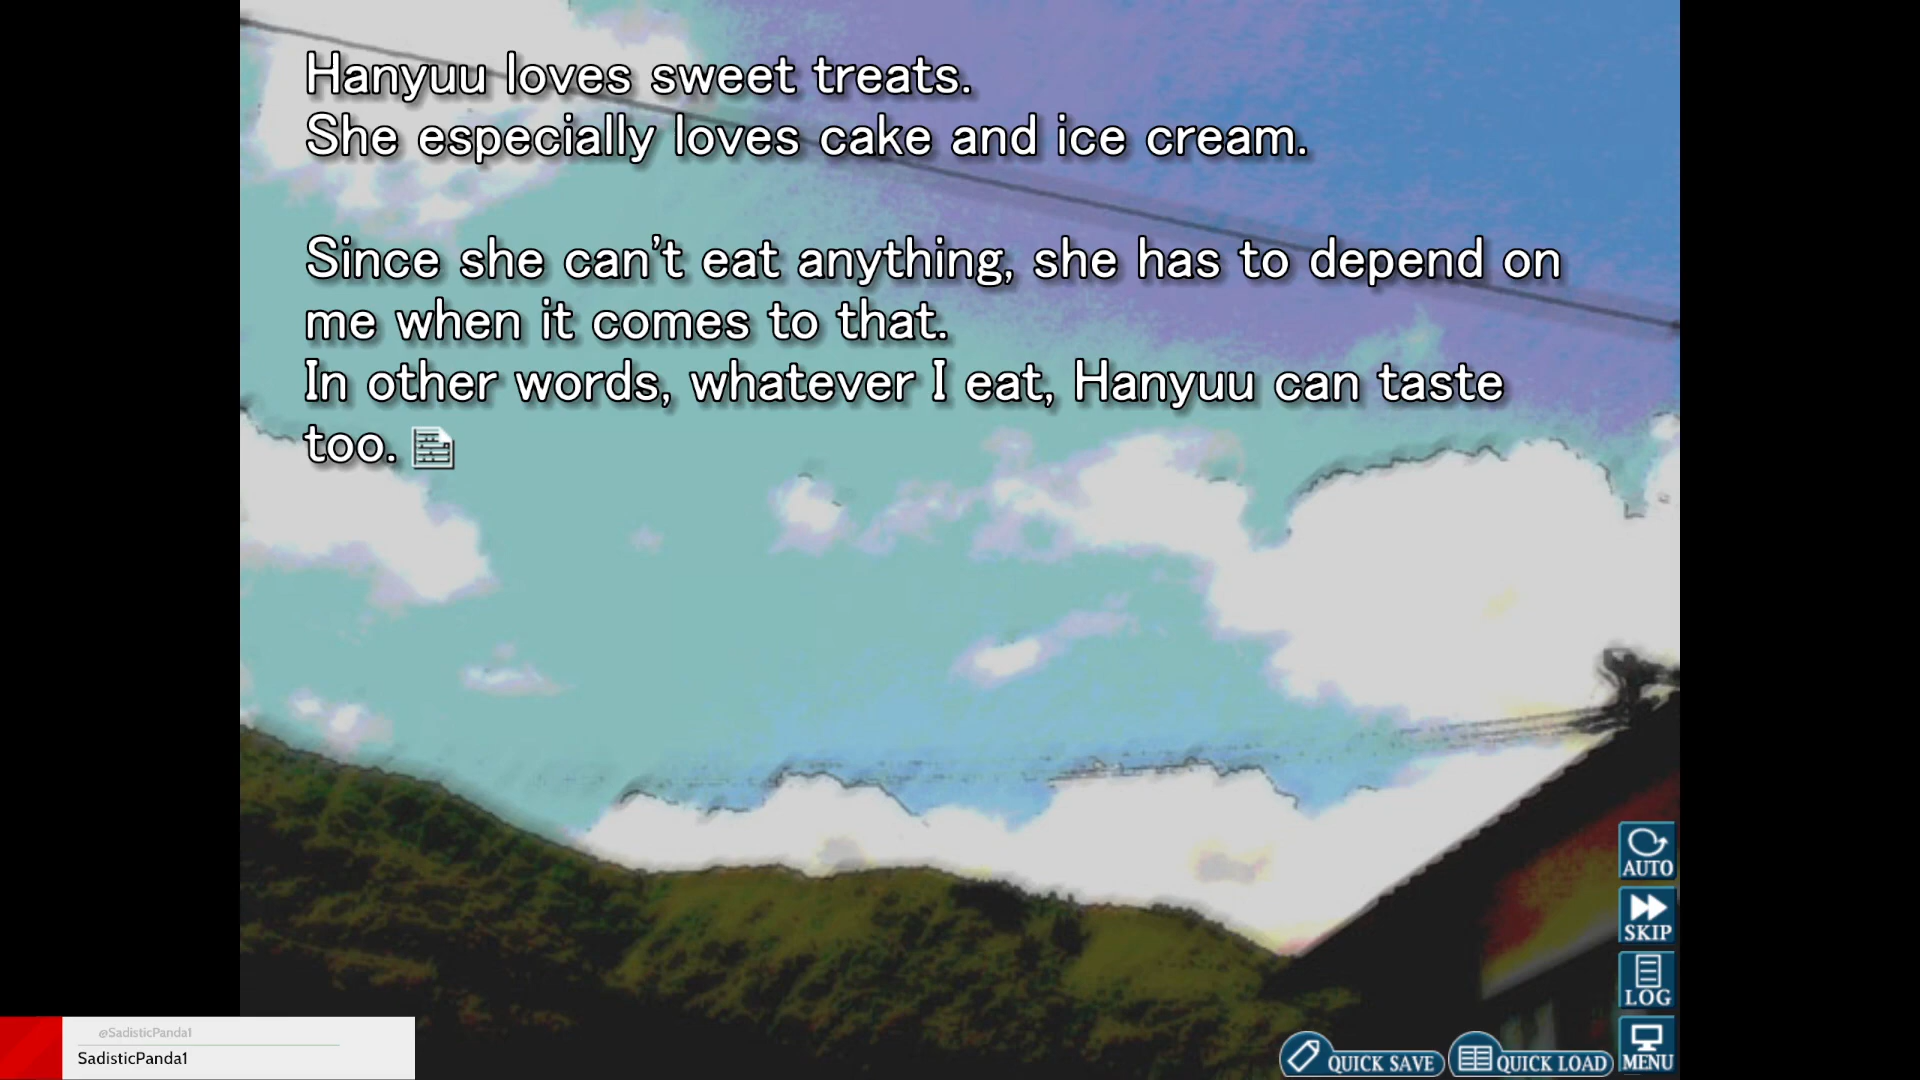 Hanyuu loves sweet treats.
She especially loves cake and ice cream.
Since she can't eat anything, she has to depend on
me when it comes to that.
In other words, whatever I eat, Hanyuu can taste
too.
AUTO
SKIP
LOG
MENU
QUICK SAVE
QUICK LOAD
@SadisticPanda1
SadisticPanda1